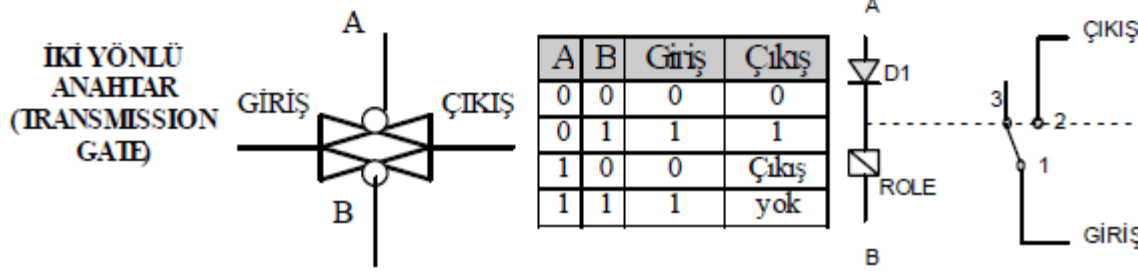 İKİ YÖNLÜ
ANAHTAR
(TRANSMISSION
GATE)
A
GİRİŞ
ÇIKIŞ
B
A B Giriş Çıkış
0 0 0 0
0 1 1 1
1 0 0 Çıkış
1 1 1 yok
A
D1
ROLE
B
ÇIKIŞ
3
2
1
GİRİŞ